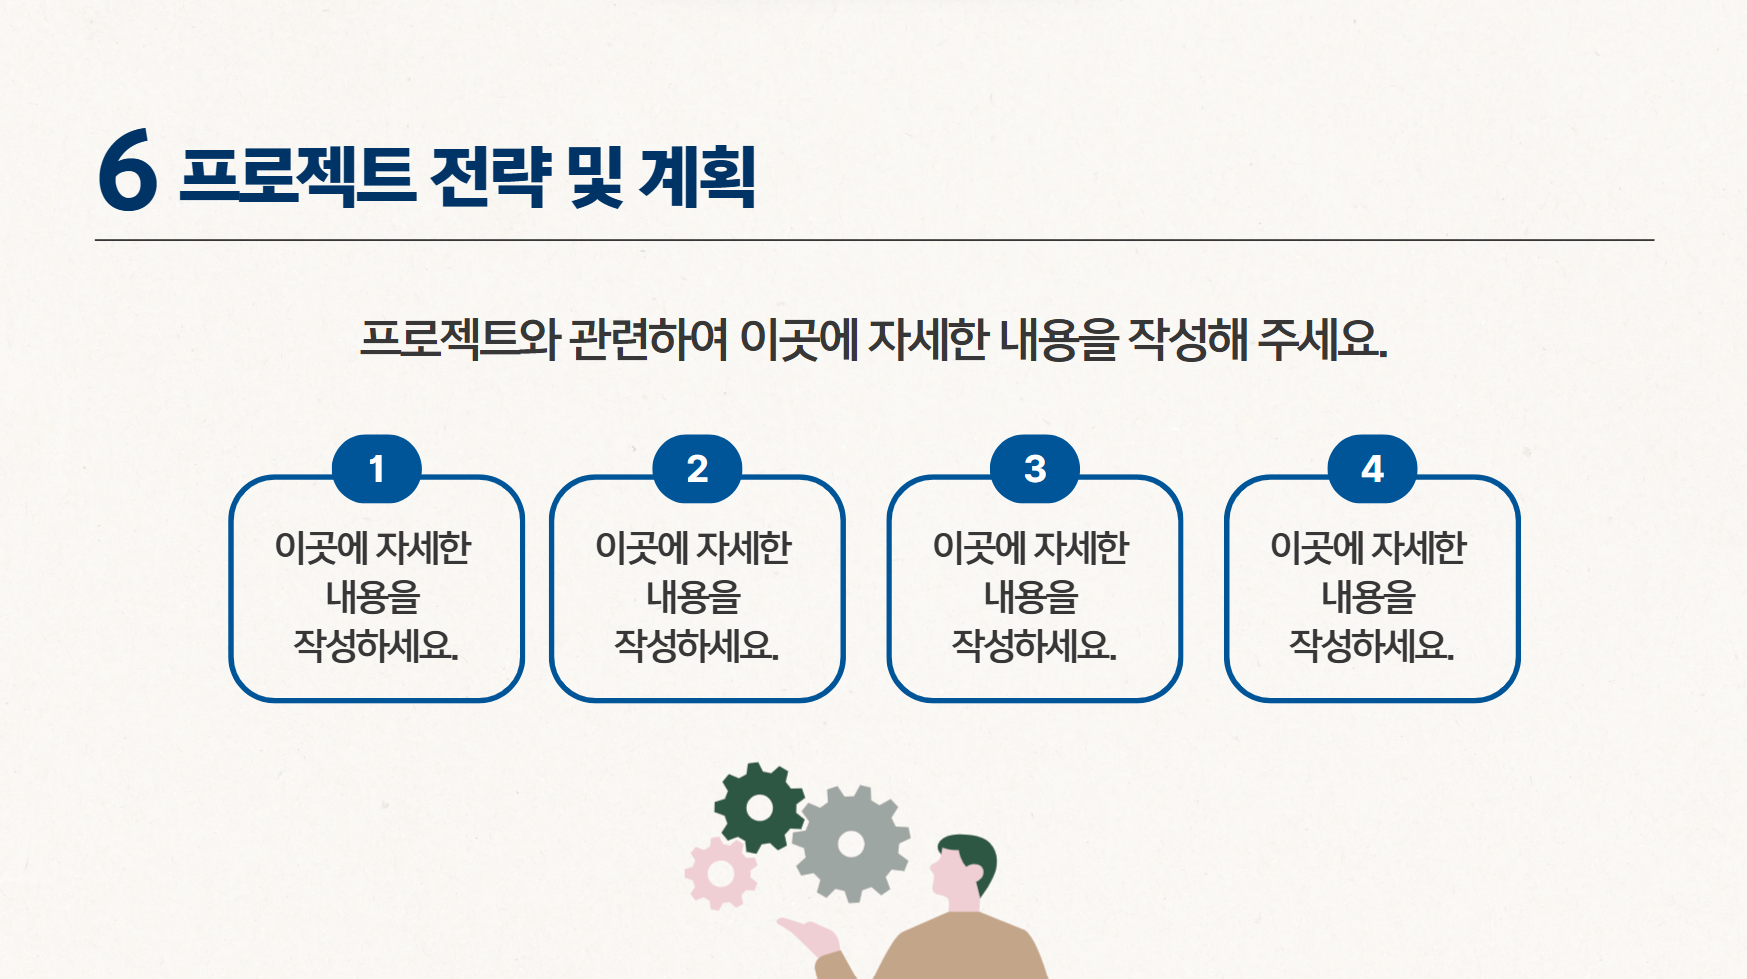 6 프로젝트 전략 및 계획
프로젝트와 관련하여 이곳에 자세한 내용을 작성해 주세요.
1
이곳에 자세한
내용을
작성하세요.
2
이곳에 자세한
내용을
작성하세요.
3
이곳에 자세한
내용을
작성하세요.
4
이곳에 자세한
내용을
작성하세요.